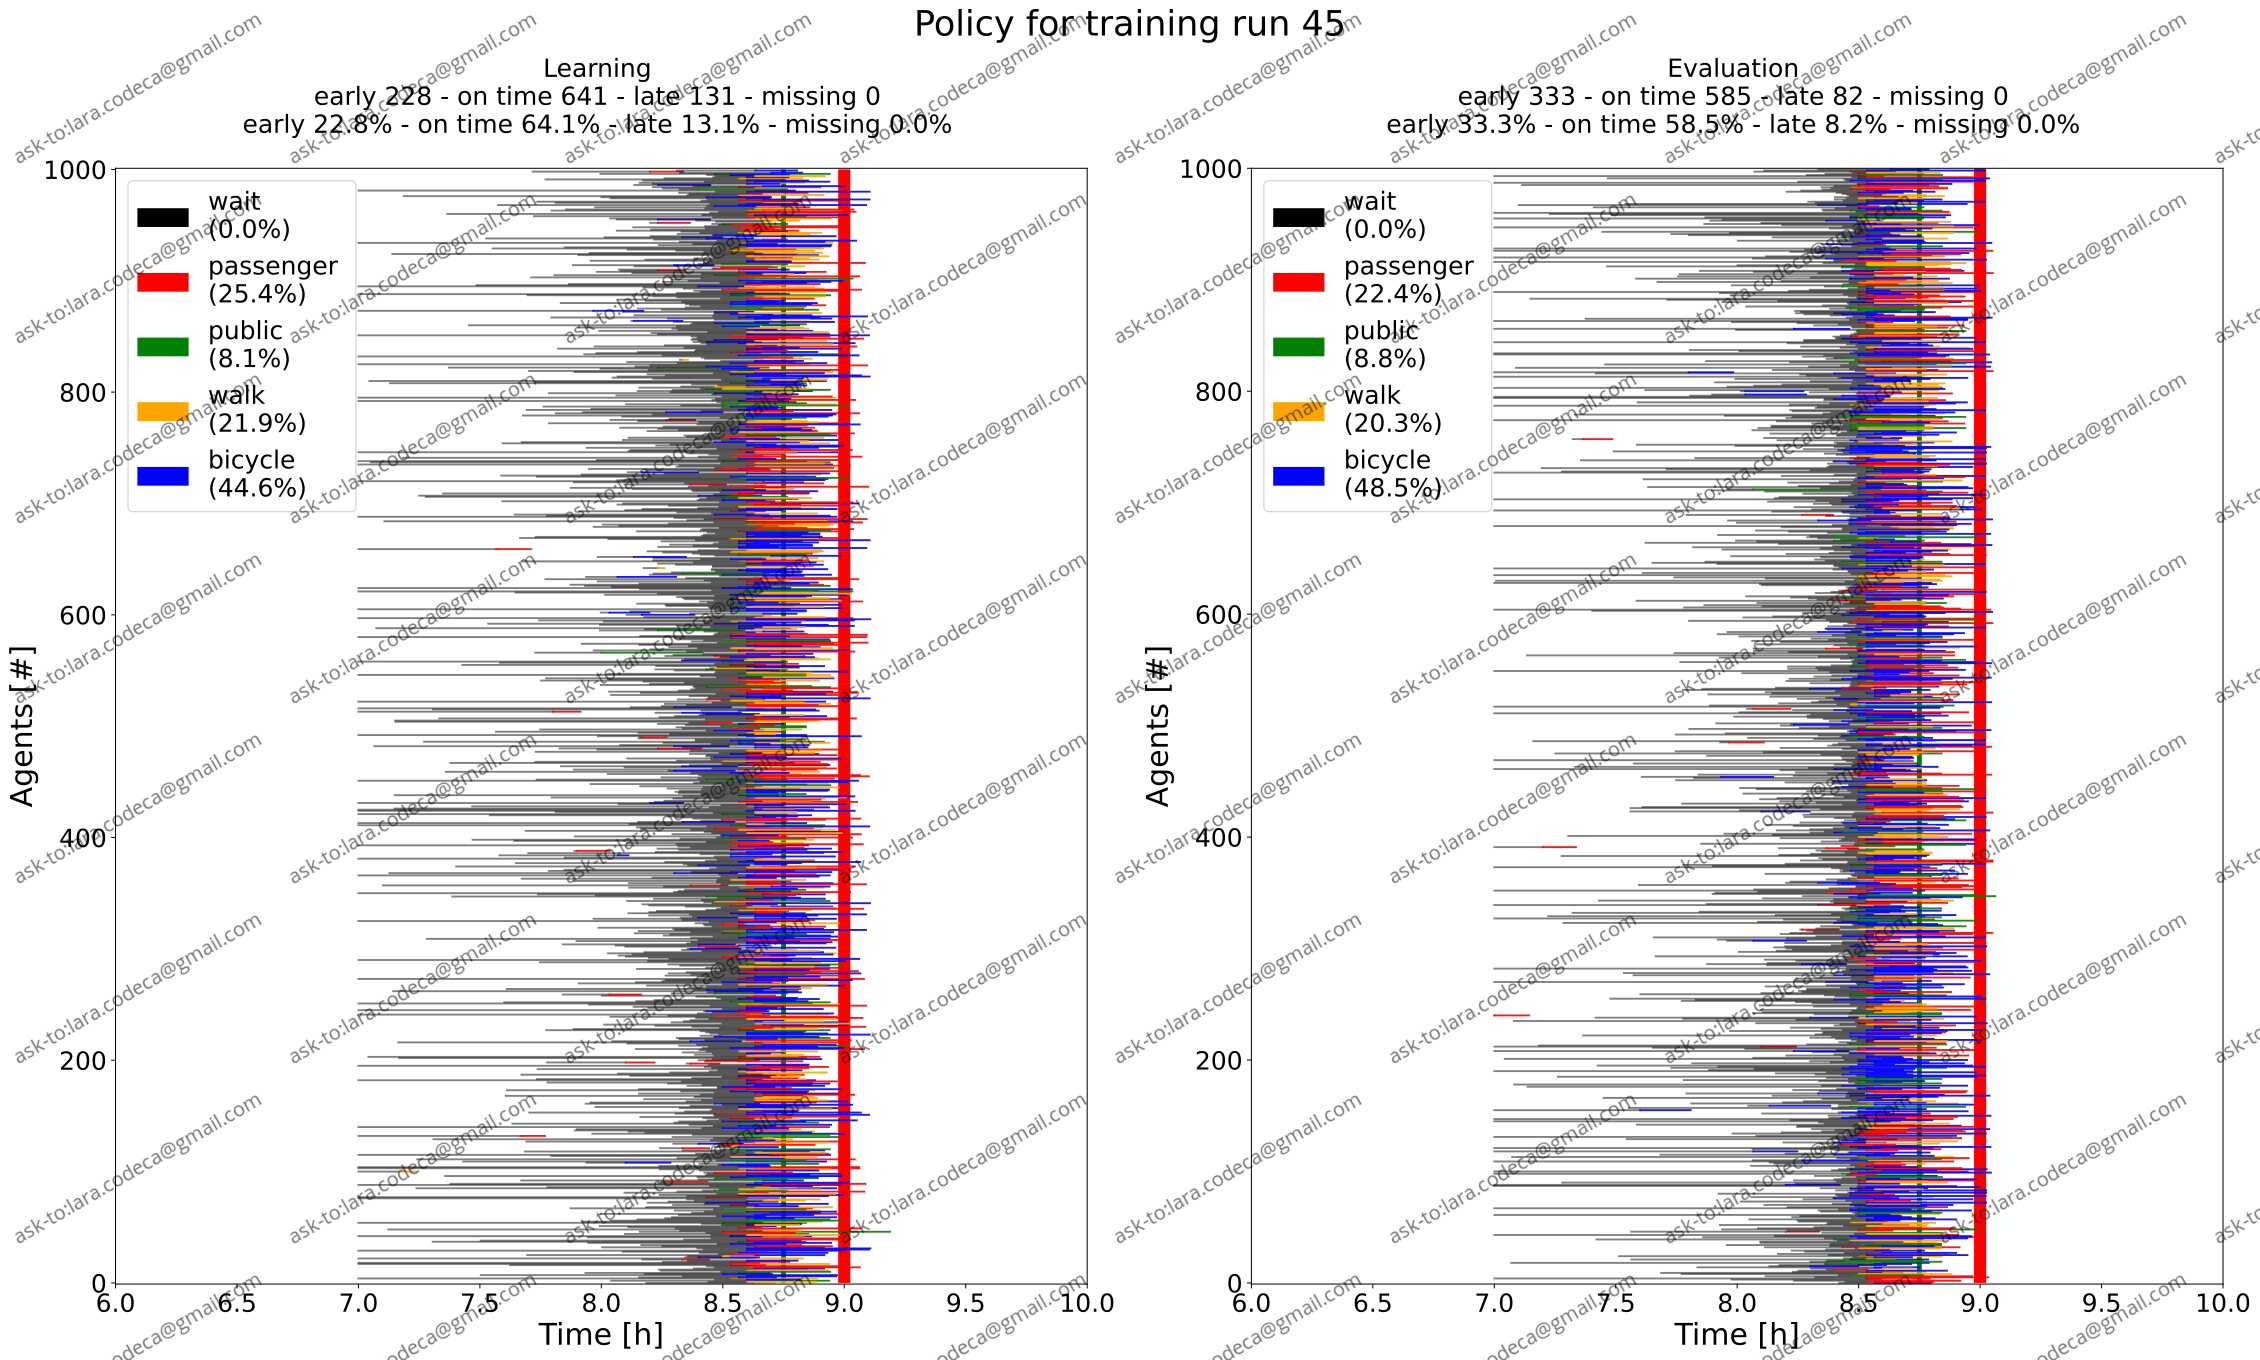 Policy for training run 45
Learning
early 228 - on time 641 - late 131 - missing 0
early 22.8% - on time 64.1% - late 13.1% - missing 0.0%
Agents [#]
1000
800
600
400
200
0
wait
(0.0%)
passenger
(25.4%)
public
(8.1%)
walk
(21.9%)
bicycle
(44.6%)
6.0 6.5 7.0 7.5 8.0 8.5 9.0 9.5 10.0
Time [h]
Evaluation
early 333 - on time 585 - late 82 - missing 0
early 33.3% - on time 58.5% - late 8.2% - missing 0.0%
Agents [#]
1000
800
600
400
200
0
wait
(0.0%)
passenger
(22.4%)
public
(8.8%)
walk
(20.3%)
bicycle
(48.5%)
6.0 6.5 7.0 7.5 8.0 8.5 9.0 9.5 10.0
Time [h]
ask-to:lara.codeca@gmail.com